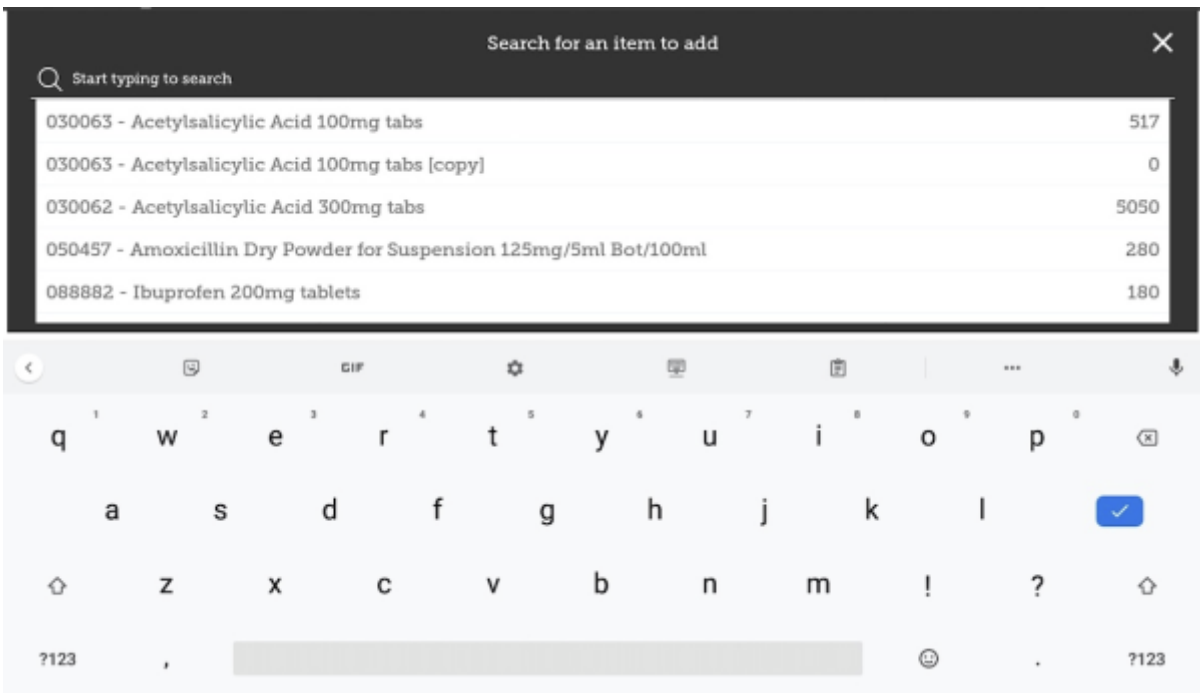 Search for an item to add
Start typing to search
030063 - Acetylsalicylic Acid 100mg tabs 517
030063 - Acetylsalicylic Acid 100mg tabs [copy] 0
030062 - Acetylsalicylic Acid 300mg tabs 5050
050457 - Amoxicillin Dry Powder for Suspension 125mg/5ml Bot/100ml 280
088882 - Ibuprofen 200mg tablets 180
GIF ...
1 2 3 4 5 6 7 8 9 0
q w e r t y u i o p
a s d f g h j k l
z x c v b n m ! ?
?123 , . ?123